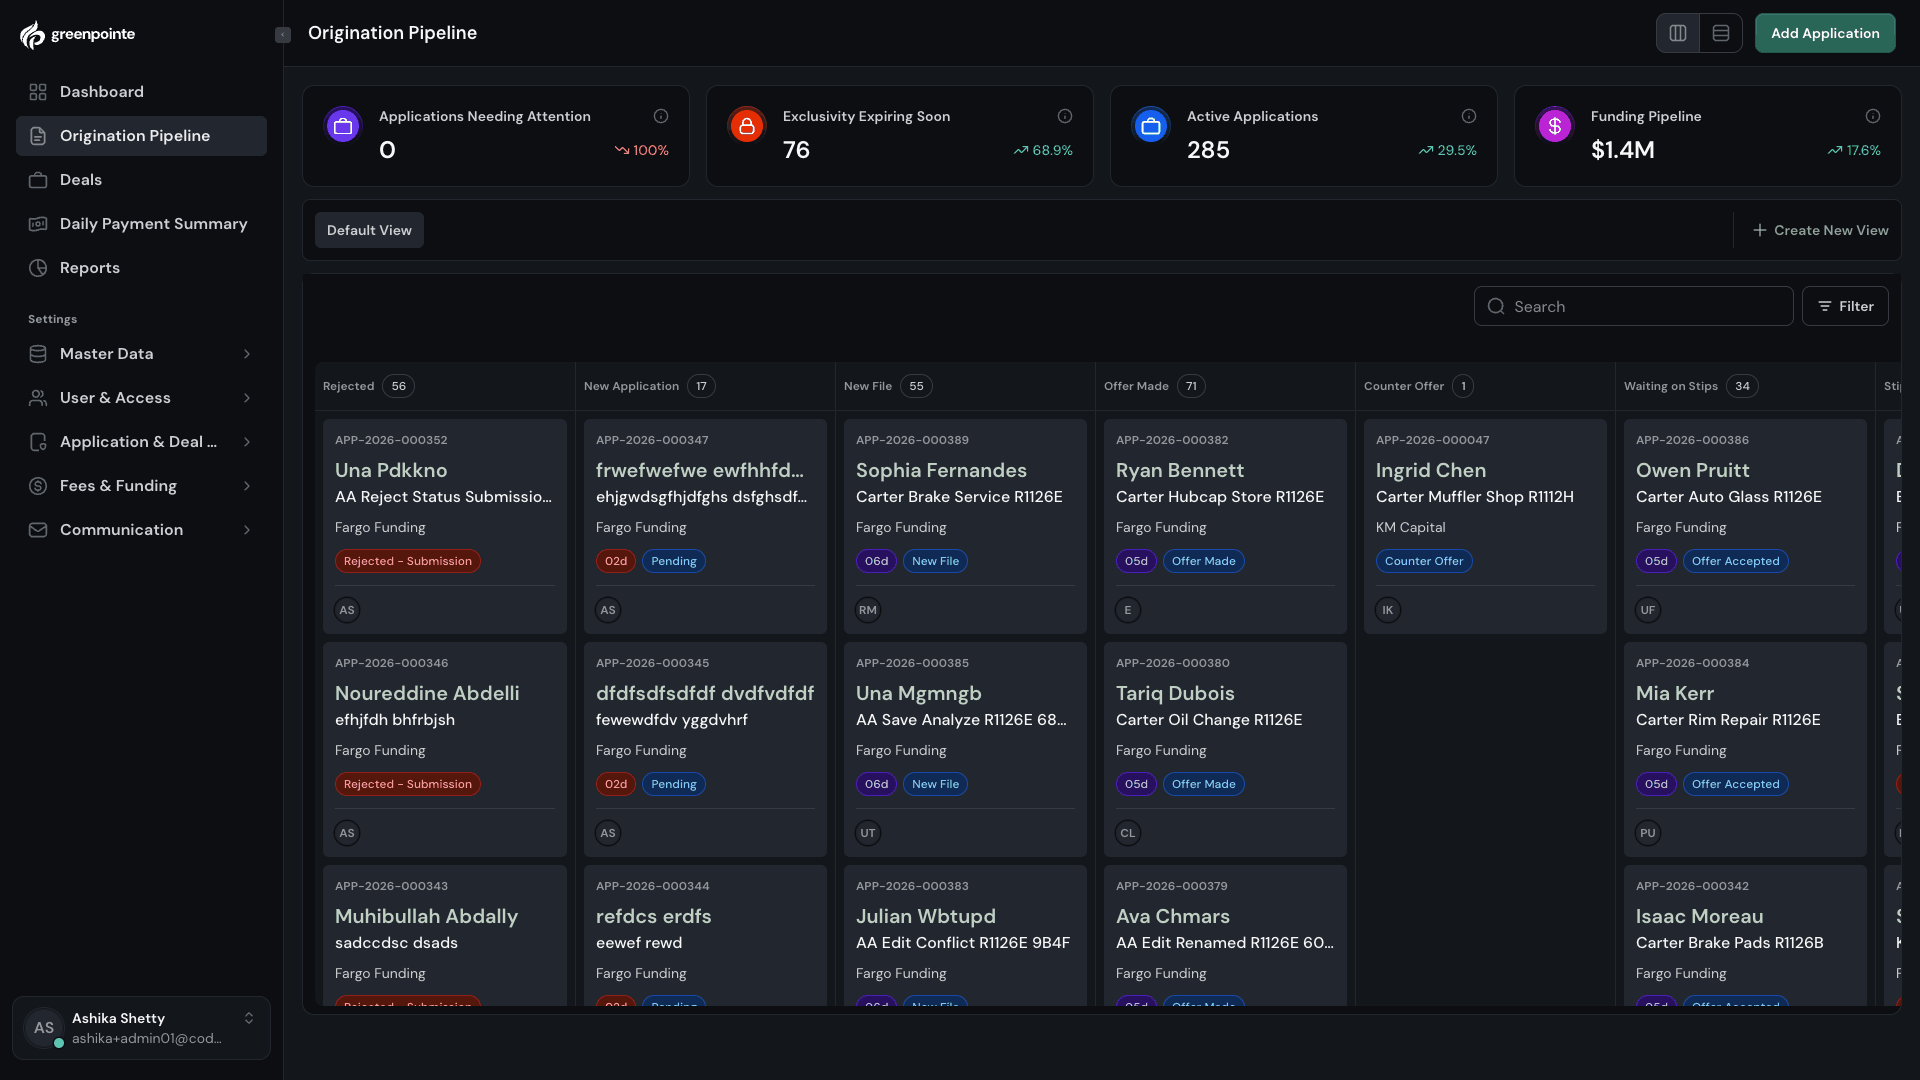 greenpointe
Dashboard
Origination Pipeline
Deals
Daily Payment Summary
Reports
Settings
Master Data
User & Access
Application & Deal ...
Fees & Funding
Communication
AS
Ashika Shetty
ashika+admin01@cod...
Origination Pipeline
Add Application
Applications Needing Attention
0
100%
Exclusivity Expiring Soon
76
68.9%
Active Applications
285
29.5%
Funding Pipeline
$1.4M
17.6%
Default View
Create New View
Search
Filter
Rejected 56
APP-2026-000352
Una Pdkkno
AA Reject Status Submissio...
Fargo Funding
Rejected - Submission
AS
APP-2026-000346
Noureddine Abdelli
efhjfdh bhfrbjsh
Fargo Funding
Rejected - Submission
AS
APP-2026-000343
Muhibullah Abdally
sadccdsc dsads
Fargo Funding
Rejected - Submission
New Application 17
APP-2026-000347
frwefwefwe ewfhhfd...
ehjgwdsgfhjdfghs dsfghsdf...
Fargo Funding
02d Pending
AS
APP-2026-000345
dfdfsdfsdfdf dvdfvdfdf
fewewdfdv yggdvhrf
Fargo Funding
02d Pending
AS
APP-2026-000344
refdcs erdfs
eewef rewd
Fargo Funding
02d Pending
New File 55
APP-2026-000389
Sophia Fernandes
Carter Brake Service R1126E
Fargo Funding
06d New File
RM
APP-2026-000385
Una Mgmngb
AA Save Analyze R1126E 68...
Fargo Funding
06d New File
UT
APP-2026-000383
Julian Wbtupd
AA Edit Conflict R1126E 9B4F
Fargo Funding
06d New File
Offer Made 71
APP-2026-000382
Ryan Bennett
Carter Hubcap Store R1126E
Fargo Funding
05d Offer Made
E
APP-2026-000380
Tariq Dubois
Carter Oil Change R1126E
Fargo Funding
05d Offer Made
CL
APP-2026-000379
Ava Chmars
AA Edit Renamed R1126E 60...
Fargo Funding
05d Offer Made
Counter Offer 1
APP-2026-000047
Ingrid Chen
Carter Muffler Shop R1112H
KM Capital
Counter Offer
IK
Waiting on Stips 34
APP-2026-000386
Owen Pruitt
Carter Auto Glass R1126E
Fargo Funding
05d Offer Accepted
UF
APP-2026-000384
Mia Kerr
Carter Rim Repair R1126E
Fargo Funding
05d Offer Accepted
PU
APP-2026-000342
Isaac Moreau
Carter Brake Pads R1126B
Fargo Funding
05d Offer Accepted